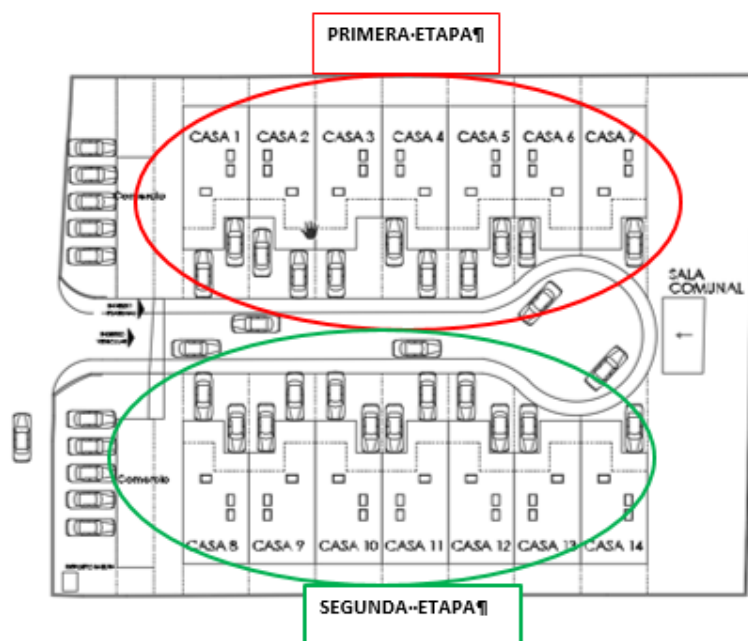 PRIMERA·ETAPA¶
CASA 1
CASA 2
CASA 3
CASA 4
CASA 5
CASA 6
CASA 7
Comercio
SALA
COMUNAL
Comercio
CASA 8
CASA 9
CASA 10
CASA 11
CASA 12
CASA 13
CASA 14
SEGUNDA··ETAPA¶